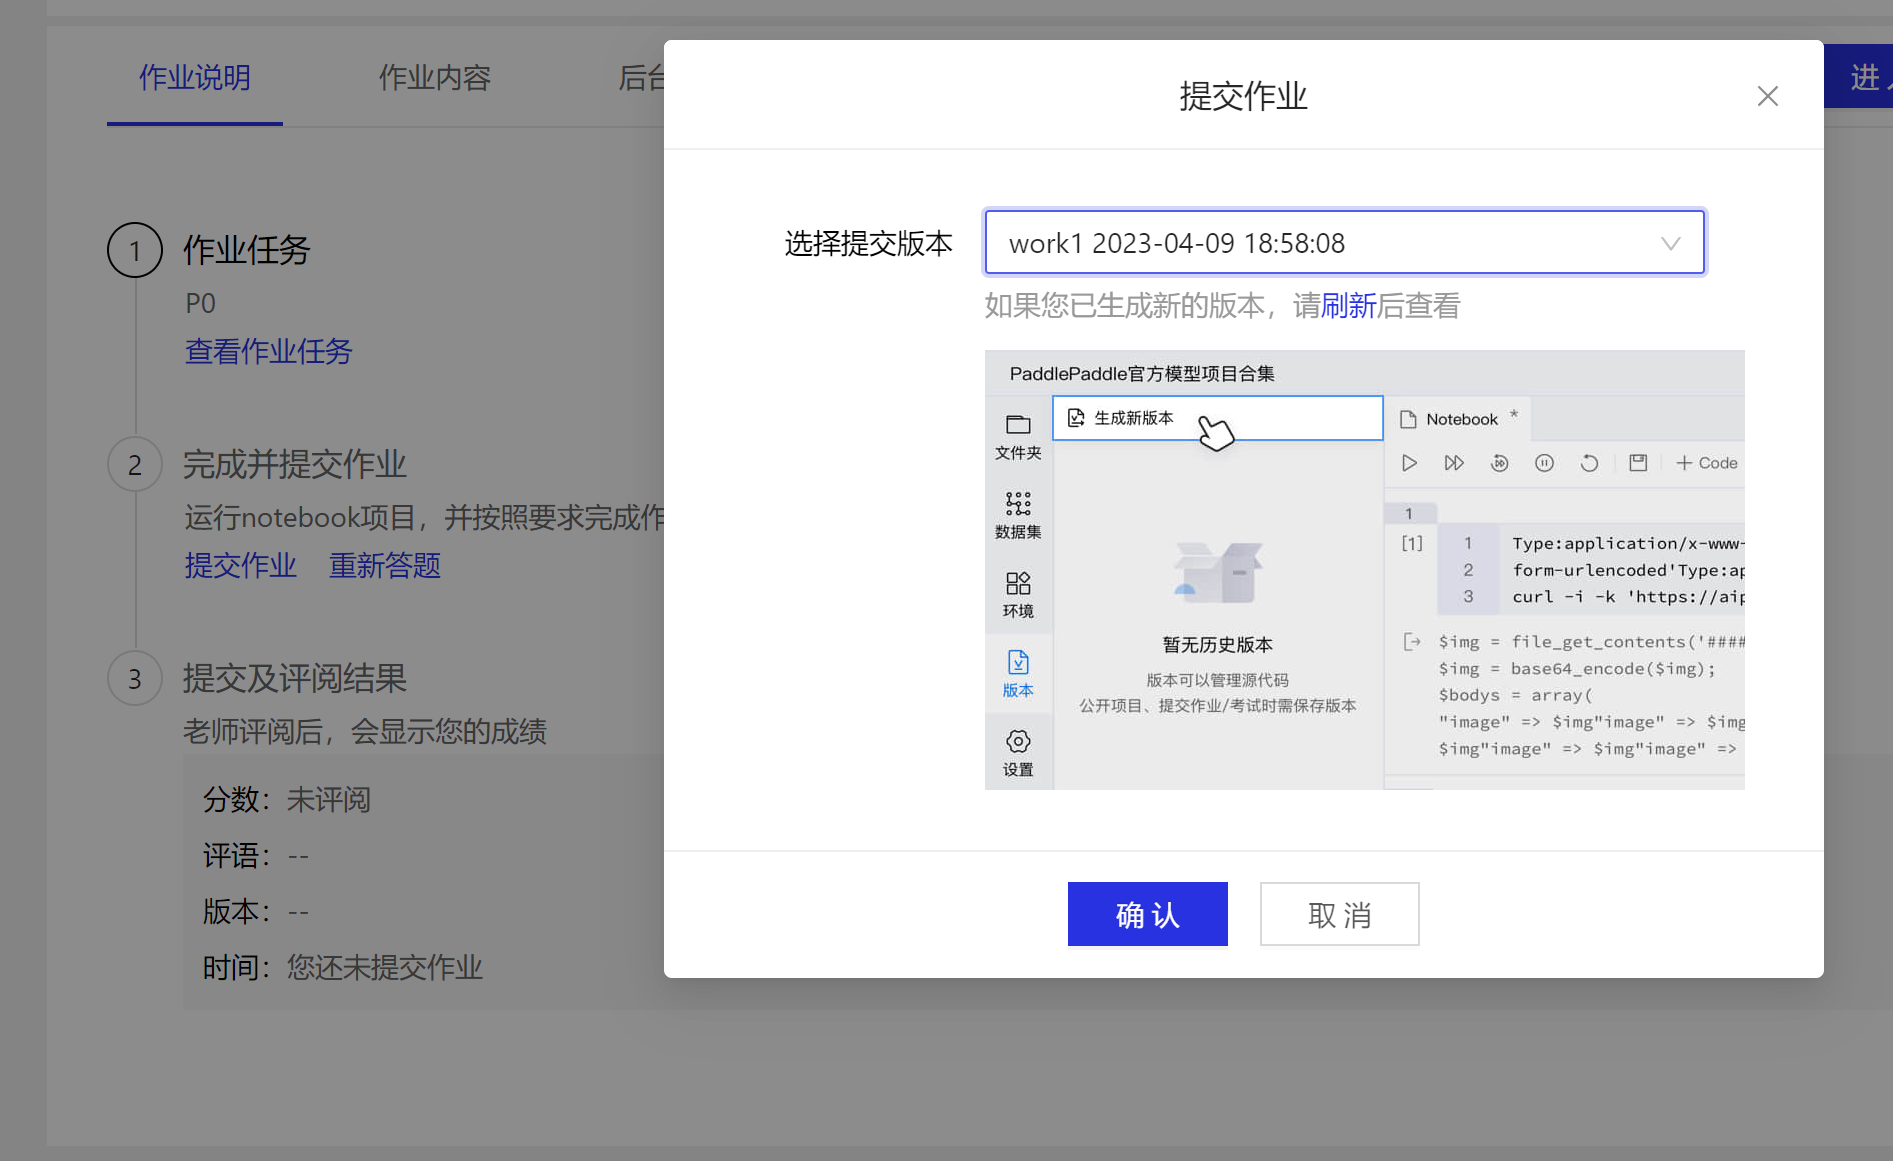 作业说明
作业内容
后台
进
1 作业任务
P0
查看作业任务
2 完成并提交作业
运行notebook项目，并按照要求完成作
提交作业 重新答题
3 提交及评阅结果
老师评阅后，会显示您的成绩
分数：未评阅
评语：--
版本：--
时间：您还未提交作业
提交作业
选择提交版本 work1 2023-04-09 18:58:08
如果您已生成新的版本，请刷新后查看
PaddlePaddle官方模型项目合集
文件夹
数据集
环境
版本
设置
生成新版本
暂无历史版本
版本可以管理源代码
公开项目、提交作业/考试时需保存版本
Notebook *
+ Code
1
[1]
1 Type:application/x-www-
2 form-urlencoded'Type:ap
3 curl -i -k 'https://aip
$img = file_get_contents('####
$img = base64_encode($img);
$bodys = array(
"image" => $img"image" => $img
$img"image" => $img"image" =>
确认
取消